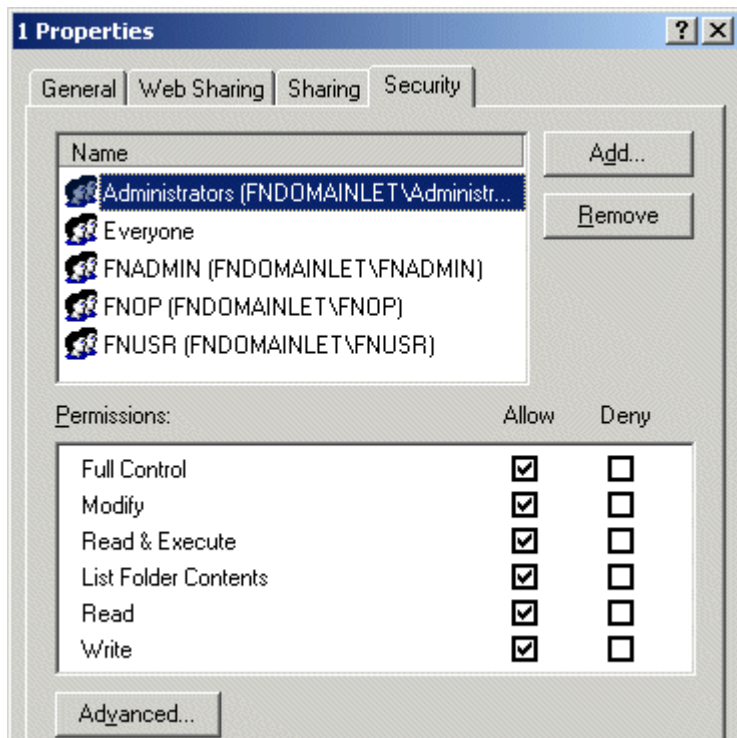 1 Properties ? X
General Web Sharing Sharing Security
Name
Add...
Administrators (FNDOMAINLET\Administr...
Remove
Everyone
FNADMIN (FNDOMAINLET\FNADMIN)
FNOP (FNDOMAINLET\FNOP)
FNUSR (FNDOMAINLET\FNUSR)
Permissions: Allow Deny
Full Control
Modify
Read & Execute
List Folder Contents
Read
Write
Advanced...